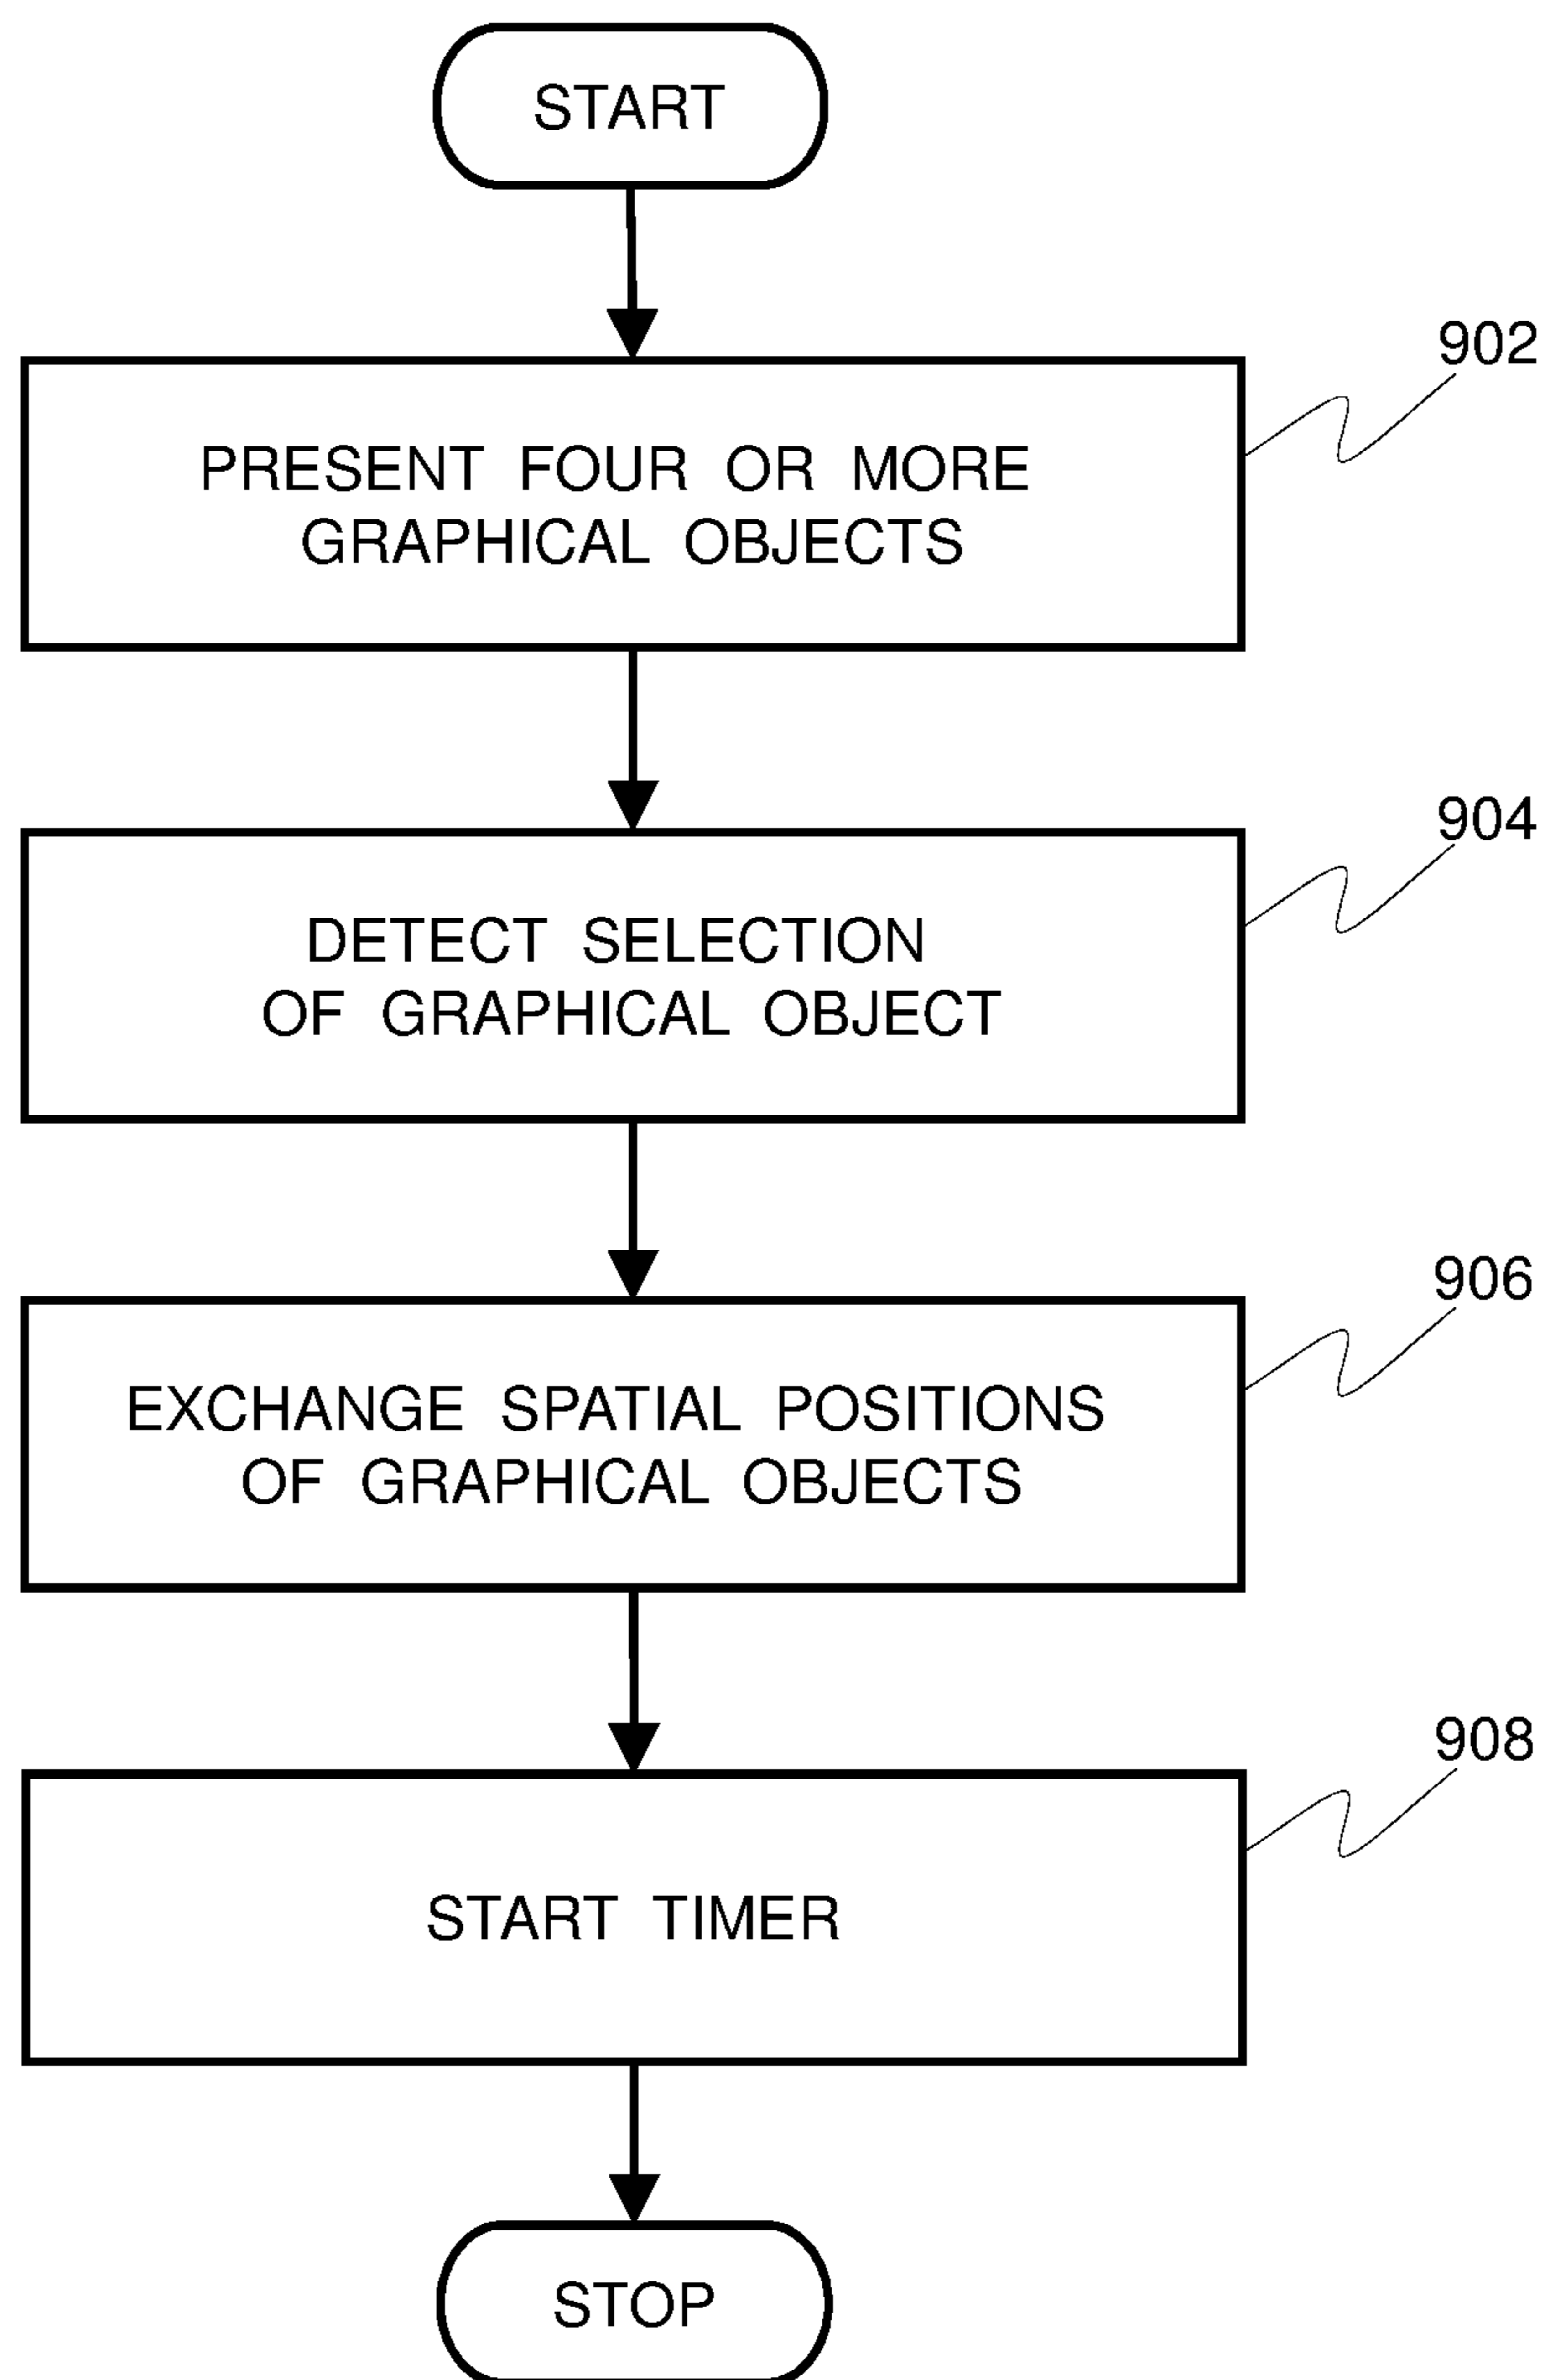 START
902
PRESENT FOUR OR MORE
GRAPHICAL OBJECTS
904
DETECT SELECTION
OF GRAPHICAL OBJECT
906
EXCHANGE SPATIAL POSITIONS
OF GRAPHICAL OBJECTS
908
START TIMER
STOP